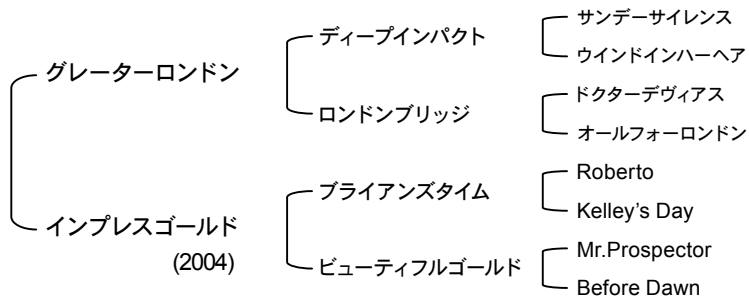 グレーターロンドン
インプレスゴールド
(2004)
ディープインパクト
ロンドンブリッジ
ブライアンズタイム
ビューティフルゴールド
サンデーサイレンス
ウインドインハーヘア
ドクターデヴィアス
オールフォーロンドン
Roberto
Kelley's Day
Mr.Prospector
Before Dawn